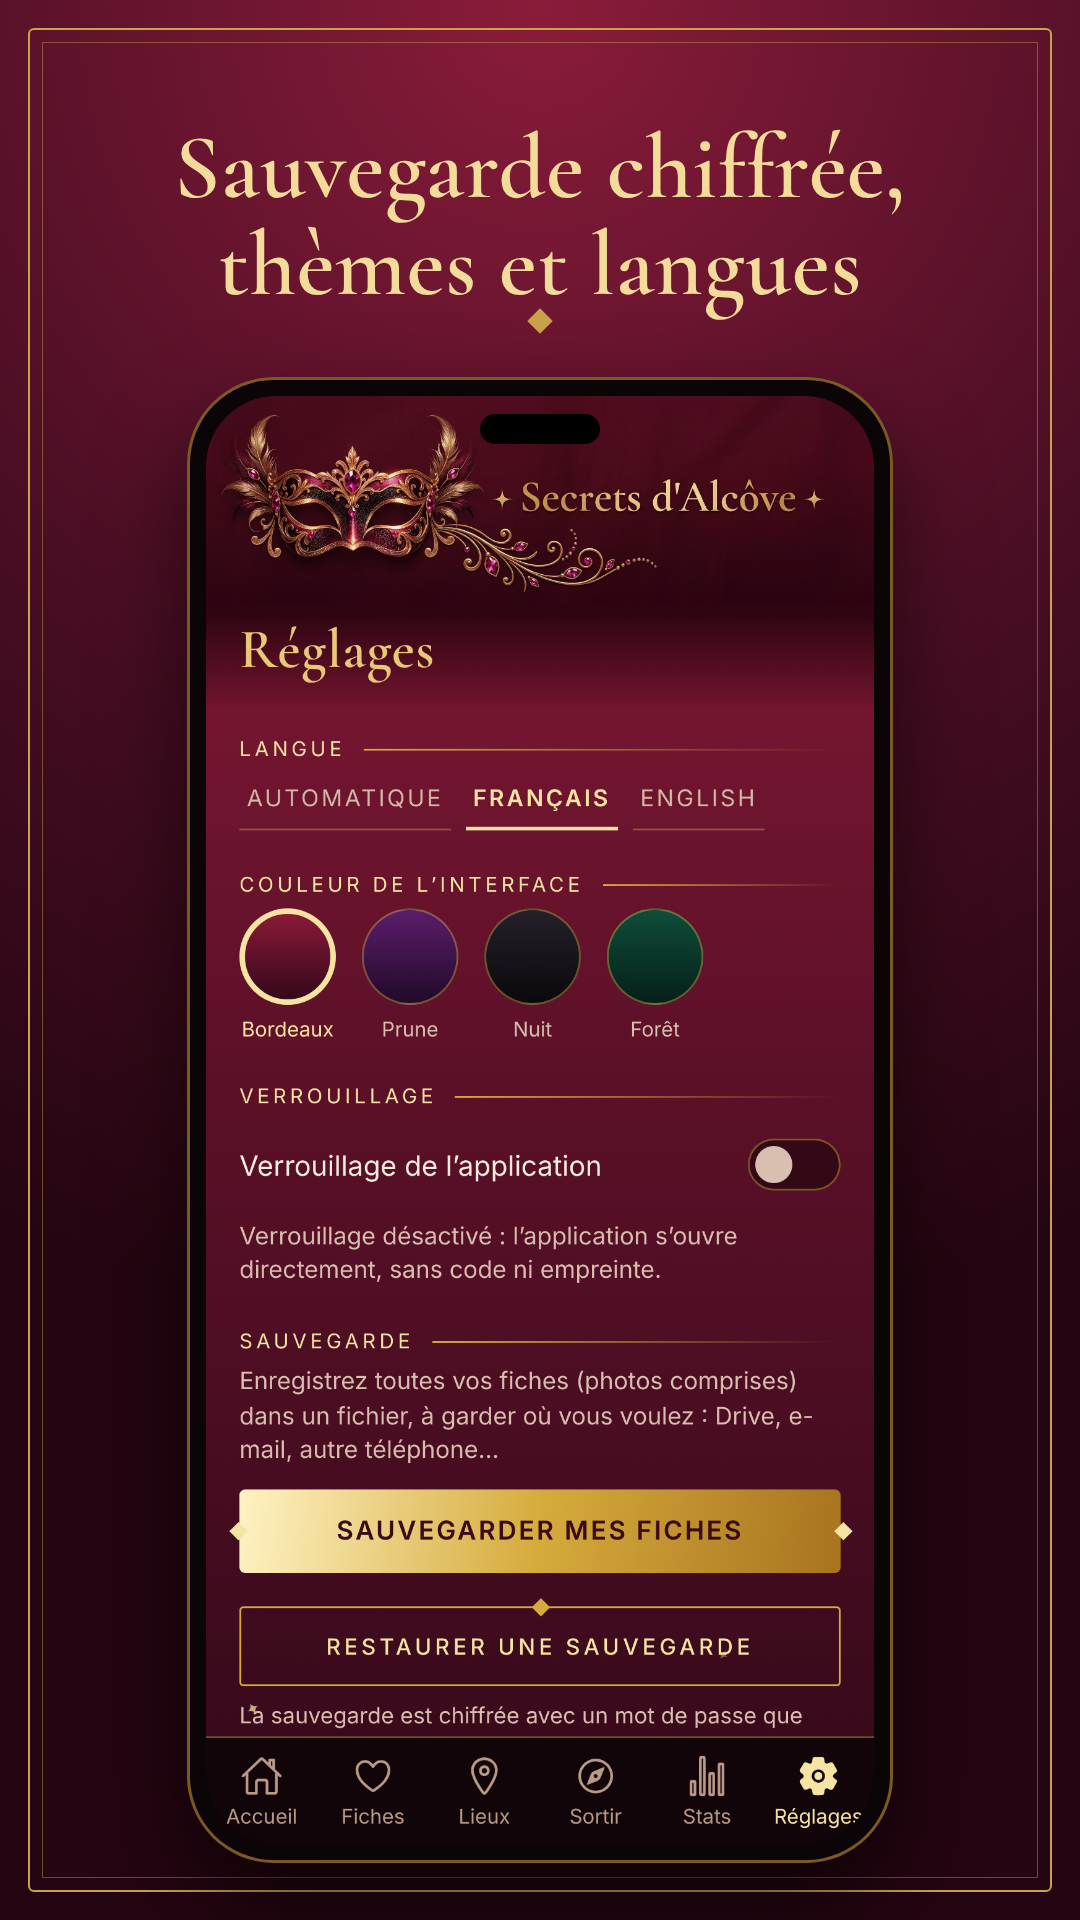 Sauvegarde chiffrée,
thèmes et langues
Secrets d'Alcôve
Réglages
LANGUE
AUTOMATIQUE FRANÇAIS ENGLISH
COULEUR DE L’INTERFACE
Bordeaux Prune Nuit Forêt
VERROUILLAGE
Verrouillage de l’application
Verrouillage désactivé : l’application s’ouvre
directement, sans code ni empreinte.
SAUVEGARDE
Enregistrez toutes vos fiches (photos comprises)
dans un fichier, à garder où vous voulez : Drive, e-
mail, autre téléphone…
SAUVEGARDER MES FICHES
RESTAURER UNE SAUVEGARDE
La sauvegarde est chiffrée avec un mot de passe que
Accueil Fiches Lieux Sortir Stats Réglages